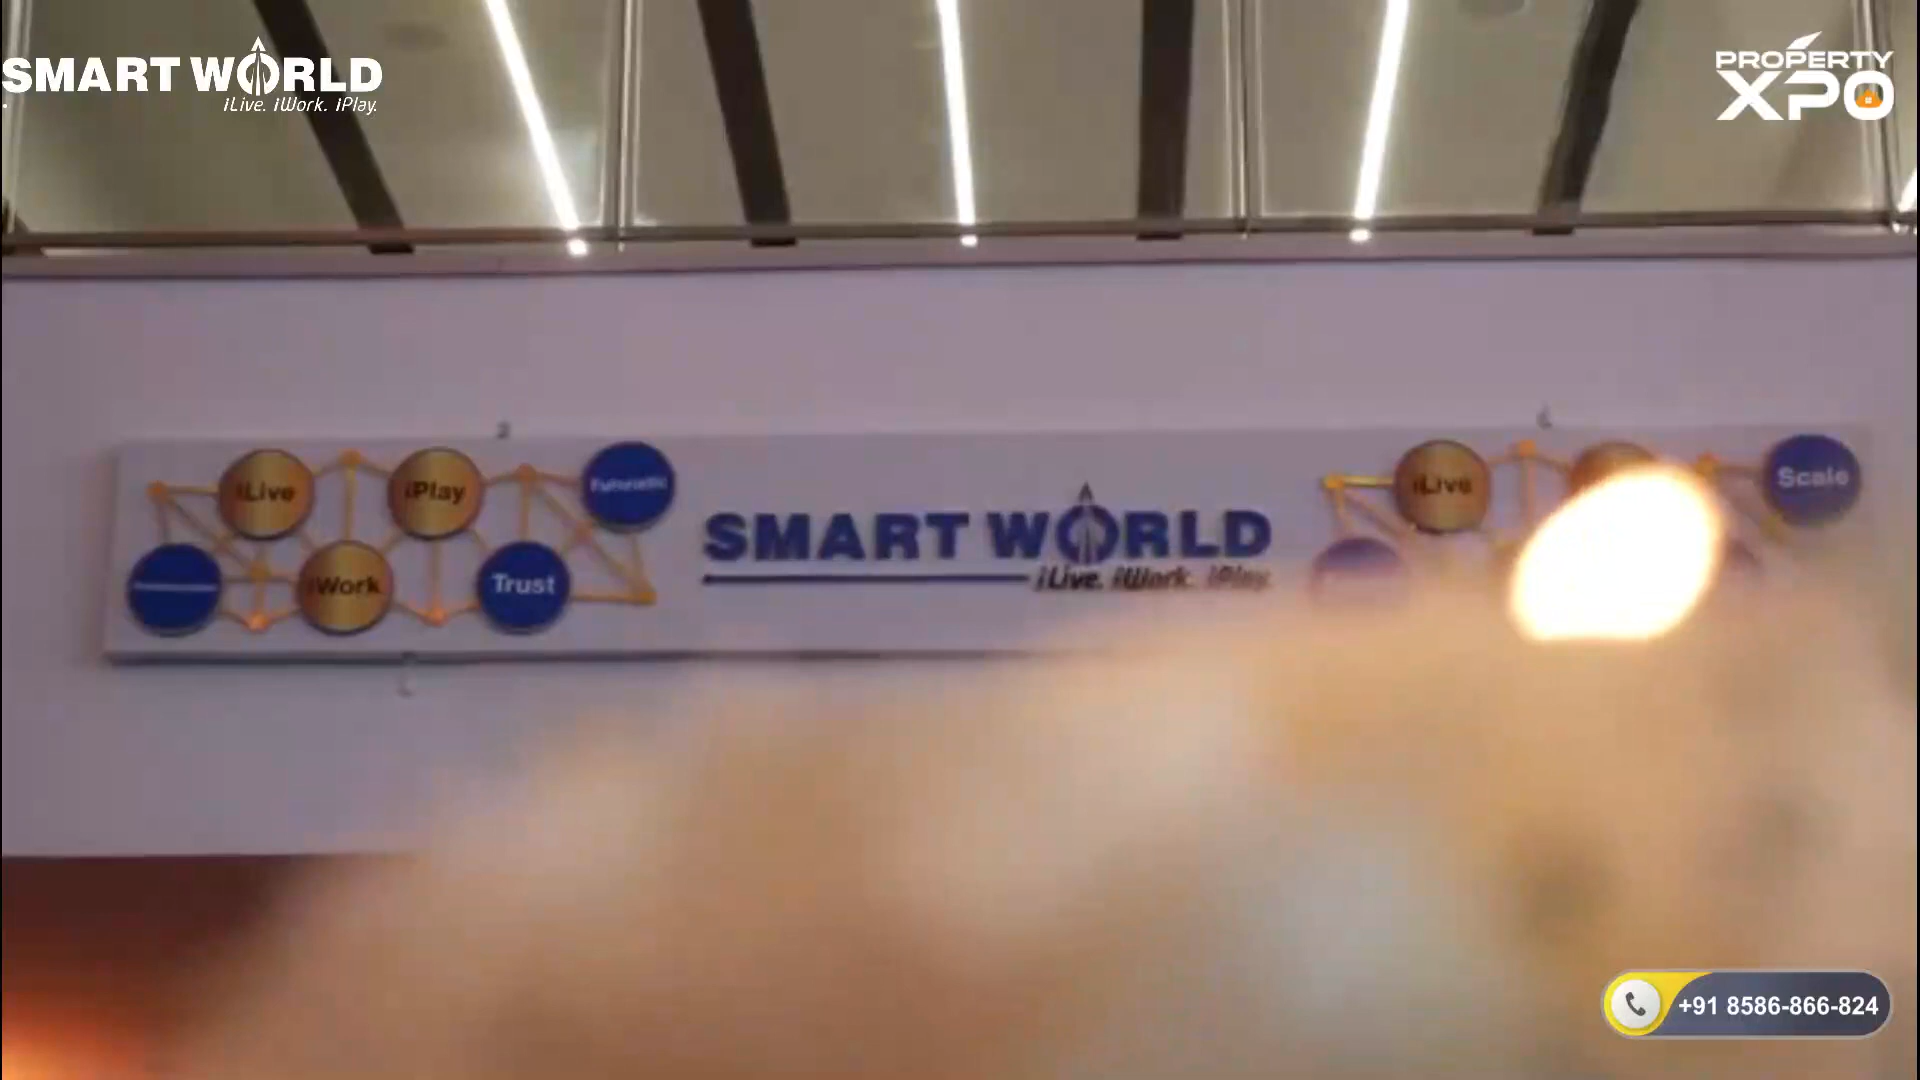 SMART WORLD
iLive. iWork. iPlay.
PROPERTY
XPO
iLive
iPlay
Futuristic
iWork
Trust
SMART WORLD
iLive. iWork. iPlay.
iLive
Scale
+91 8586-866-824